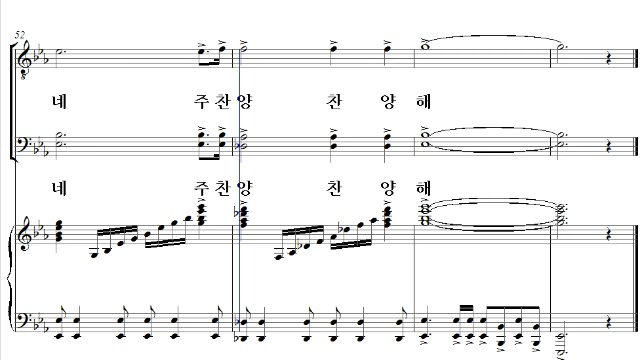 52
네 주찬양 찬 양 해
네 주찬양 찬 양 해